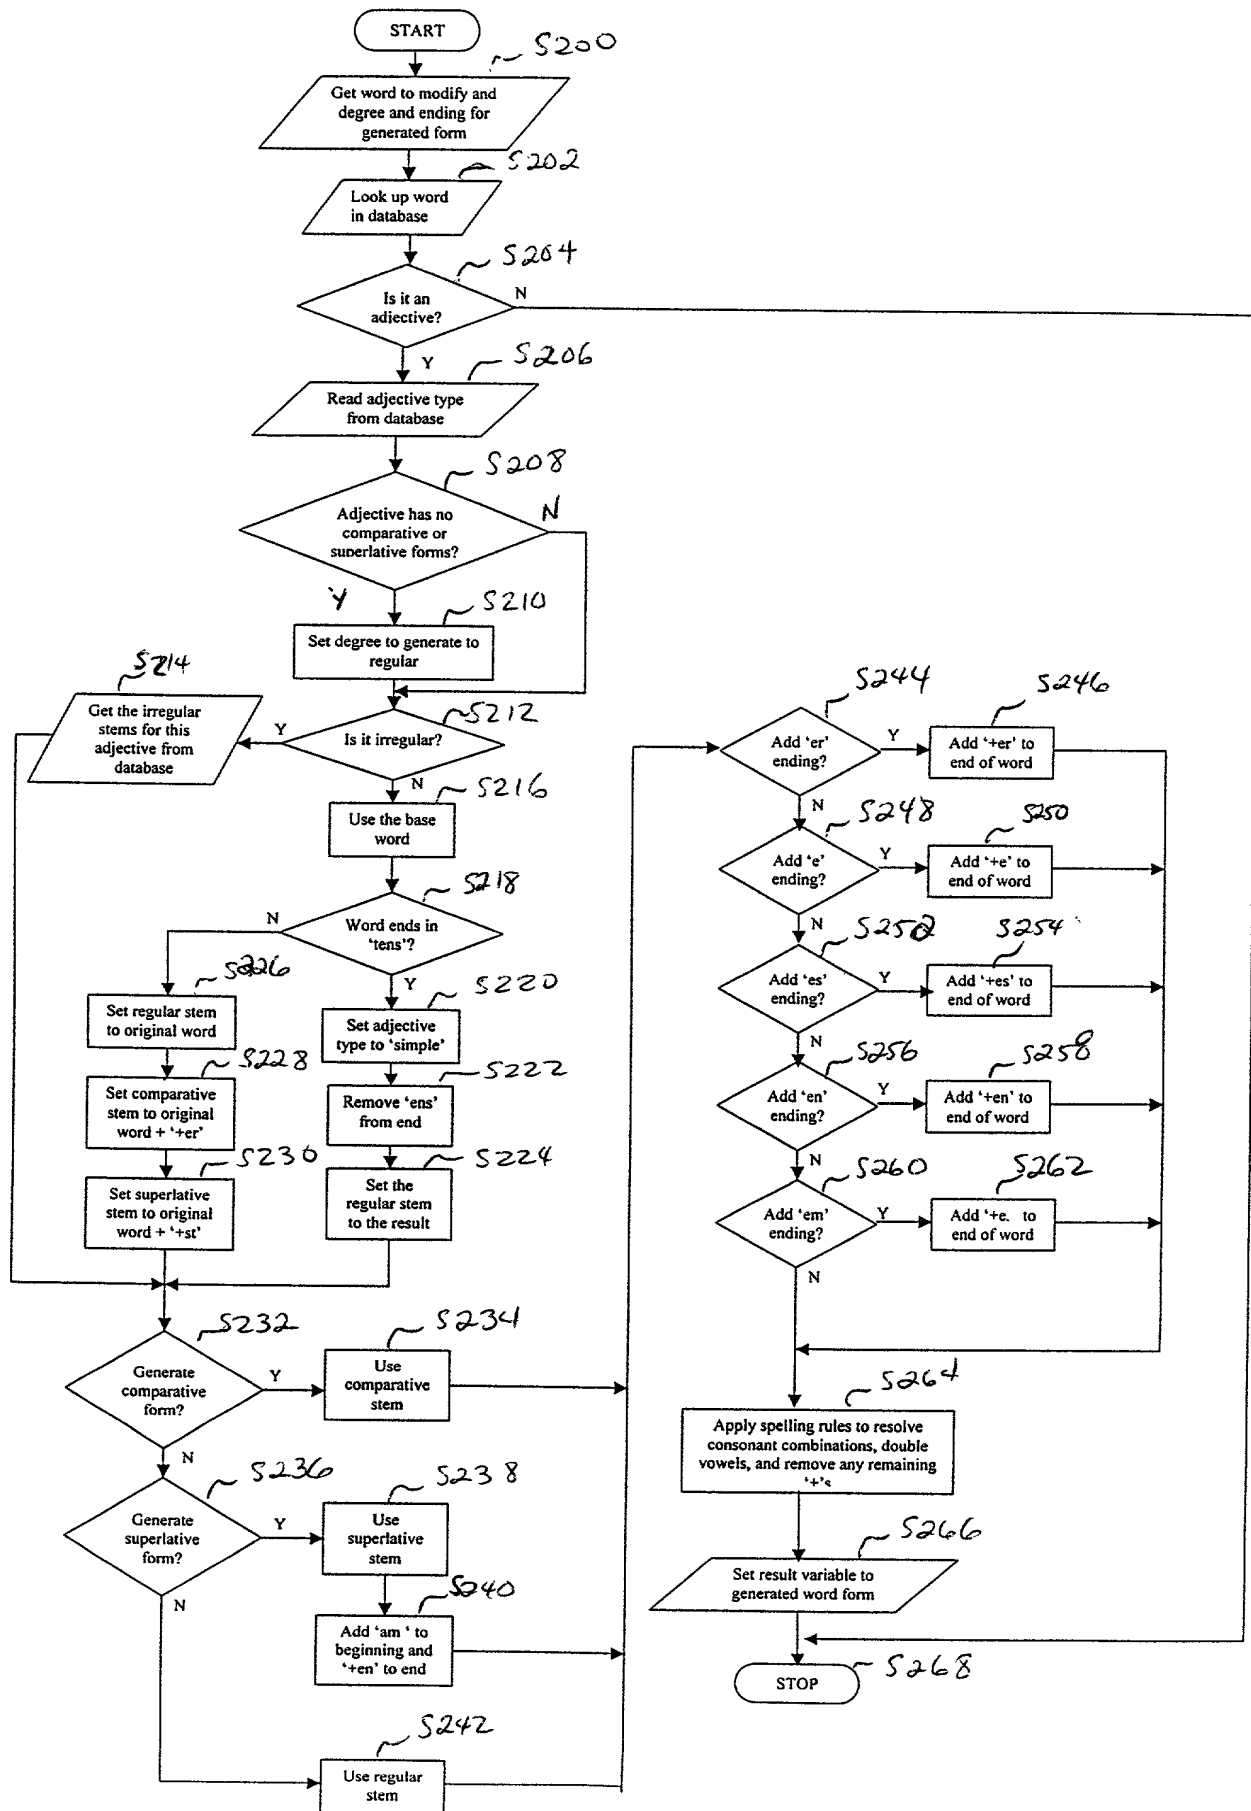 START
S200
Get word to modify and
degree and ending for
generated form
S202
Look up word
in database
S204
Is it an
adjective?
N
Y
S206
Read adjective type
from database
S208
Adjective has no
comparative or
superlative forms?
N
Y
S210
Set degree to generate to
regular
S214
Get the irregular
stems for this
adjective from
database
Y
S212
Is it irregular?
N
S216
Use the base
word
S218
Word ends in
'tens'?
N
Y
S226
Set regular stem
to original word
S228
Set comparative
stem to original
word + '+er'
S230
Set superlative
stem to original
word + '+st'
S220
Set adjective
type to 'simple'
S222
Remove 'ens'
from end
S224
Set the
regular stem
to the result
S232
Generate
comparative
form?
Y
N
S234
Use
comparative
stem
S236
Generate
superlative
form?
Y
N
S238
Use
superlative
stem
S240
Add 'am ' to
beginning and
'+en' to end
S242
Use regular
stem
S244
Add 'er'
ending?
Y
N
S246
Add '+er' to
end of word
S248
Add 'e'
ending?
Y
N
S250
Add '+e' to
end of word
S252
Add 'es'
ending?
Y
N
S254
Add '+es' to
end of word
S256
Add 'en'
ending?
Y
N
S258
Add '+en' to
end of word
S260
Add 'em'
ending?
Y
N
S262
Add '+e. to
end of word
S264
Apply spelling rules to resolve
consonant combinations, double
vowels, and remove any remaining
'+'s
S266
Set result variable to
generated word form
STOP
S268